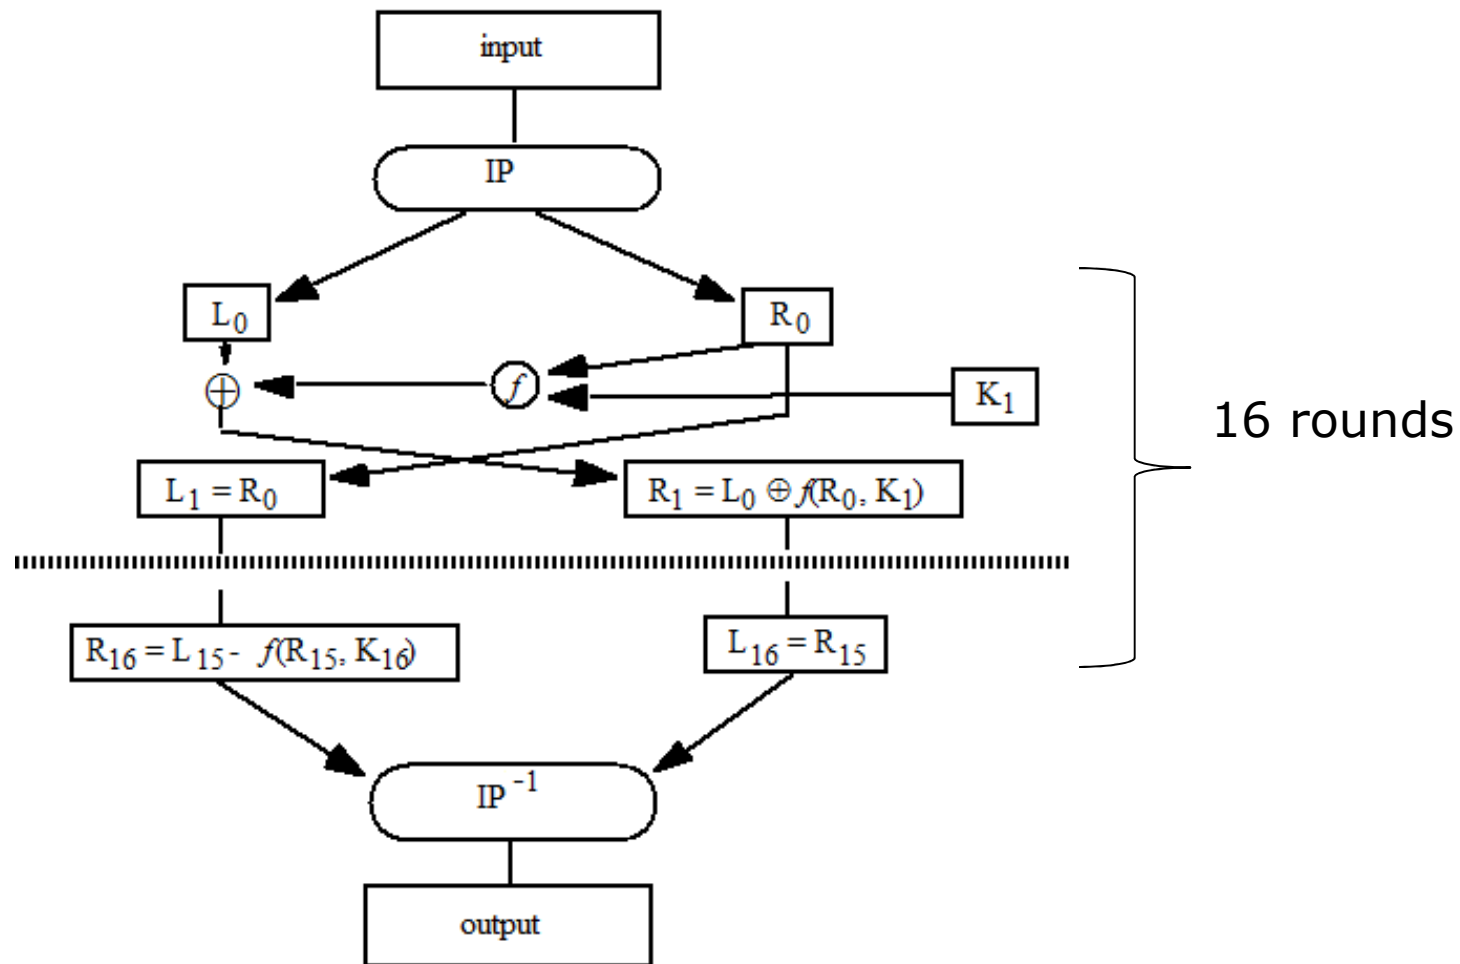 input
IP
L0
R0
f
K1
16 rounds
L1 = R0
R1 = L0 ⊕ f(R0, K1)
R16 = L15 - f(R15, K16)
L16 = R15
IP -1
output